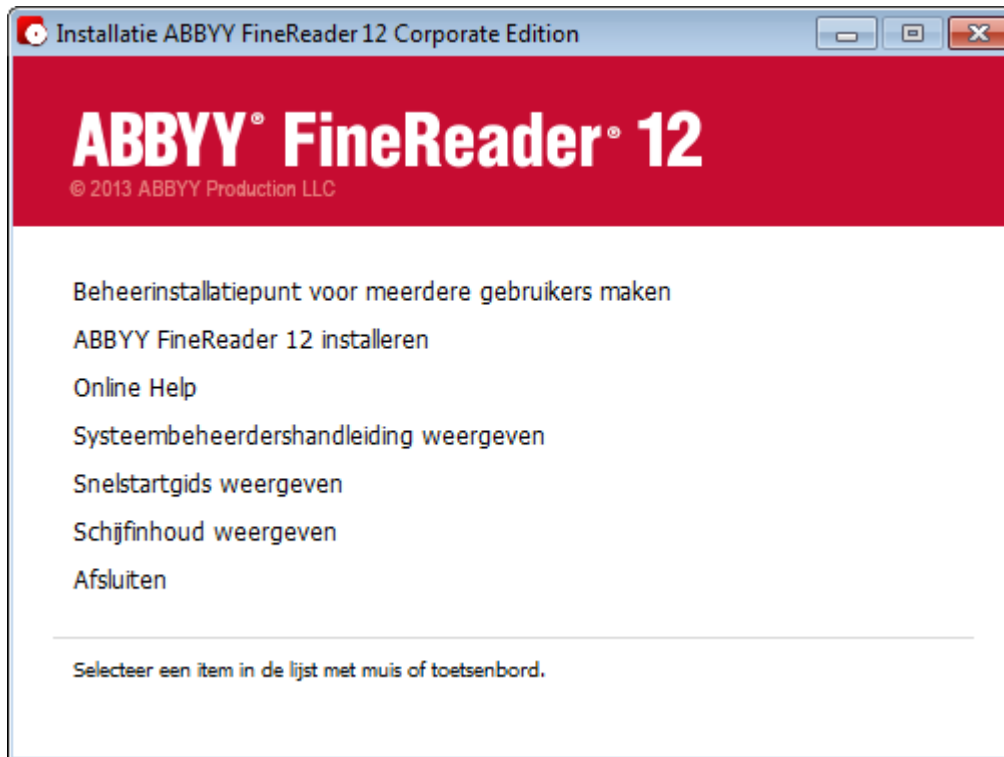 Installatie ABBYY FineReader 12 Corporate Edition
ABBYY® FineReader® 12
© 2013 ABBYY Production LLC
Beheerinstallatiepunt voor meerdere gebruikers maken
ABBYY FineReader 12 installeren
Online Help
Systeembeheerdershandleiding weergeven
Snelstartgids weergeven
Schijfinhoud weergeven
Afsluiten
Selecteer een item in de lijst met muis of toetsenbord.